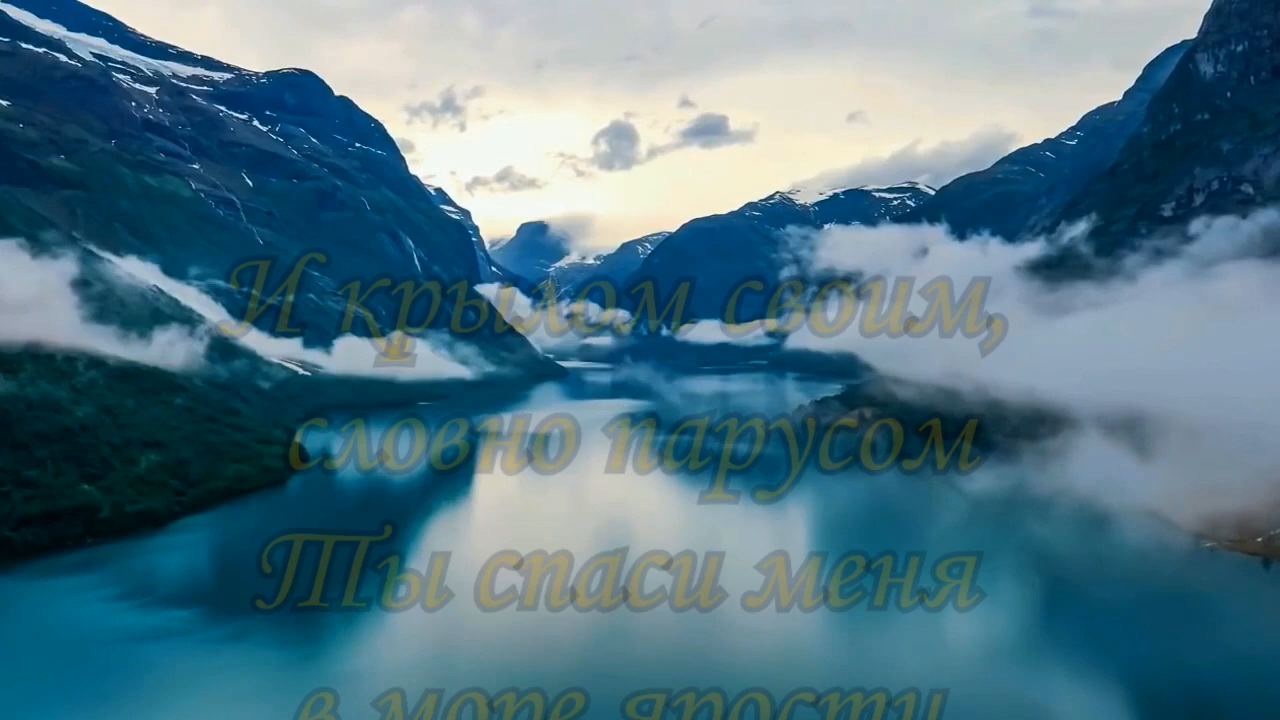 И крылом своим,
словно парусом
Ты спаси меня
в море ярости